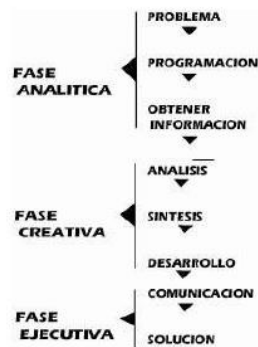 PROBLEMA
PROGRAMACION
FASE
ANALITICA
OBTENER
INFORMACION
ANALISIS
FASE
CREATIVA
SINTESIS
DESARROLLO
COMUNICACION
FASE
EJECUTIVA
SOLUCION